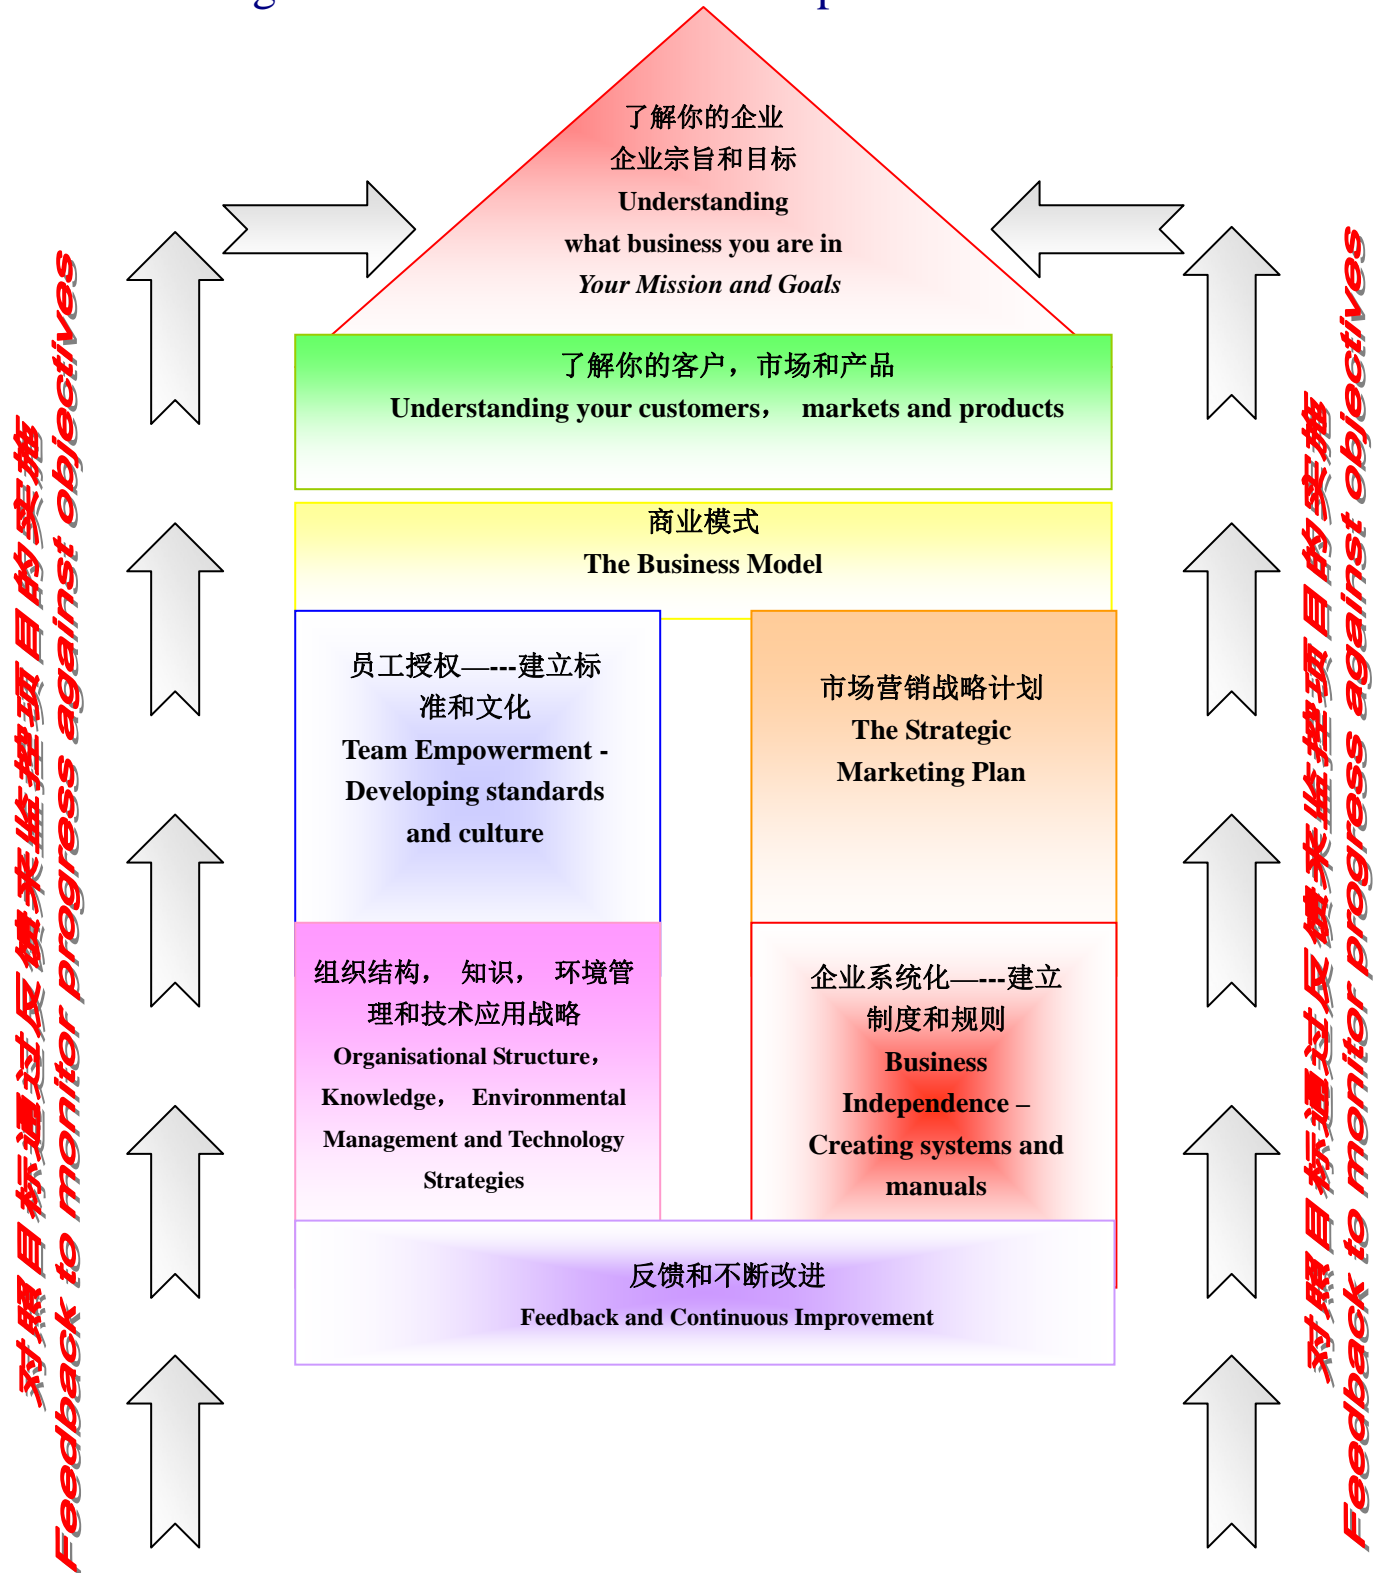 了解你的企业
企业宗旨和目标
Understanding
what business you are in
Your Mission and Goals
了解你的客户，市场和产品
Understanding your customers， markets and products
商业模式
The Business Model
员工授权—---建立标
准和文化
Team Empowerment -
Developing standards
and culture
市场营销战略计划
The Strategic
Marketing Plan
组织结构， 知识， 环境管
理和技术应用战略
Organisational Structure，
Knowledge， Environmental
Management and Technology
Strategies
企业系统化—---建立
制度和规则
Business
Independence –
Creating systems and
manuals
反馈和不断改进
Feedback and Continuous Improvement
对照目标通过反馈来监控项目的实施
Feedback to monitor progress against objectives
对照目标通过反馈来监控项目的实施
Feedback to monitor progress against objectives